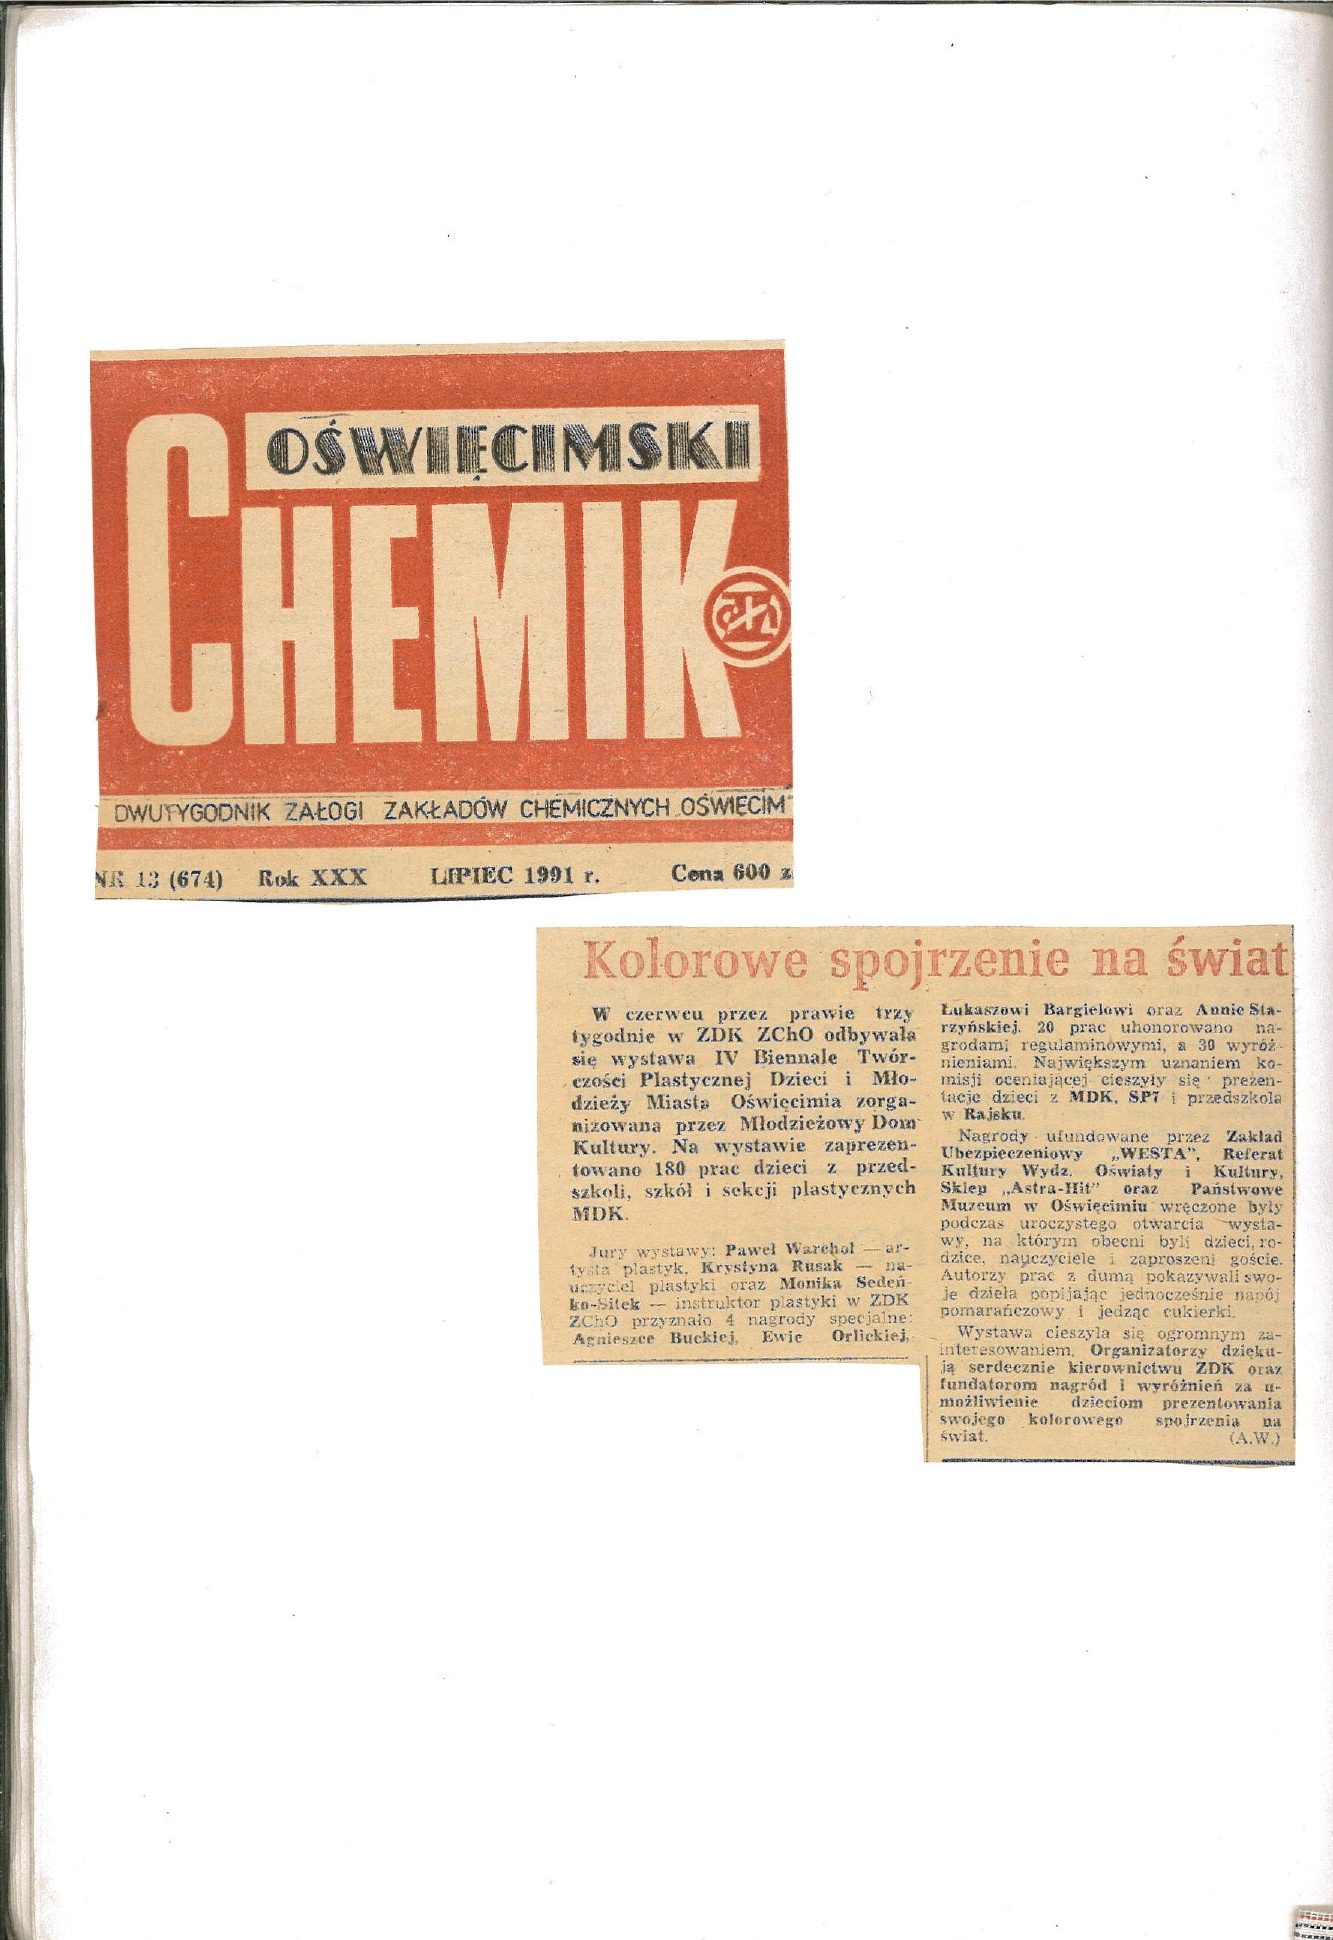 OŚWIĘCIMSKI
CHEMIK
DWUTYGODNIK ZAŁOGI ZAKŁADÓW CHEMICZNYCH OŚWIĘCIM
NR 13 (674) Rok XXX LIPIEC 1991 r. Cena 600 z
Kolorowe spojrzenie na świat
W czerwcu przez prawie trzy
tygodnie w ZDK ZChO odbywała
się wystawa IV Biennale Twór-
czości Plastycznej Dzieci i Mło-
dzieży Miasta Oświęcimia zorga-
nizowana przez Młodzieżowy Dom
Kultury. Na wystawie zaprezen-
towano 180 prac dzieci z przed-
szkoli, szkół i sekcji plastycznych
MDK.
Jury wystawy: Paweł Warchoł — ar-
tysta plastyk, Krystyna Rusak — na-
uczyciel plastyki oraz Monika Sedeń-
ko-Sitek — instruktor plastyki w ZDK
ZChO przyznało 4 nagrody specjalne:
Agnieszce Buckiej, Ewie Orlickiej,
Łukaszowi Bargielowi oraz Annie Sta-
rzyńskiej. 20 prac uhonorowano na-
grodami regulaminowymi, a 30 wyróż-
nieniami. Największym uznaniem ko-
misji oceniającej cieszyły się prezen-
tacje dzieci z MDK, SP7 i przedszkola
w Rajsku.
Nagrody ufundowane przez Zakład
Ubezpieczeniowy „WESTA”, Referat
Kultury Wydz. Oświaty i Kultury,
Sklep „Astra-Hit” oraz Państwowe
Muzeum w Oświęcimiu wręczone były
podczas uroczystego otwarcia wysta-
wy, na którym obecni byli dzieci, ro-
dzice, nauczyciele i zaproszeni goście.
Autorzy prac z dumą pokazywali swo-
je dzieła popijając jednocześnie napój
pomarańczowy i jedząc cukierki.
Wystawa cieszyła się ogromnym za-
interesowaniem. Organizatorzy dzięku-
ją serdecznie kierownictwu ZDK oraz
fundatorom nagród i wyróżnień za u-
możliwienie dzieciom prezentowania
swojego kolorowego spojrzenia na
świat. (A.W.)